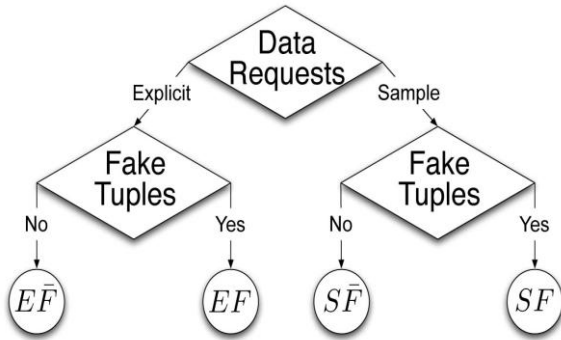 Data
Requests
Explicit
Sample
Fake
Tuples
Fake
Tuples
No
Yes
No
Yes
EF̄
EF
SF̄
SF